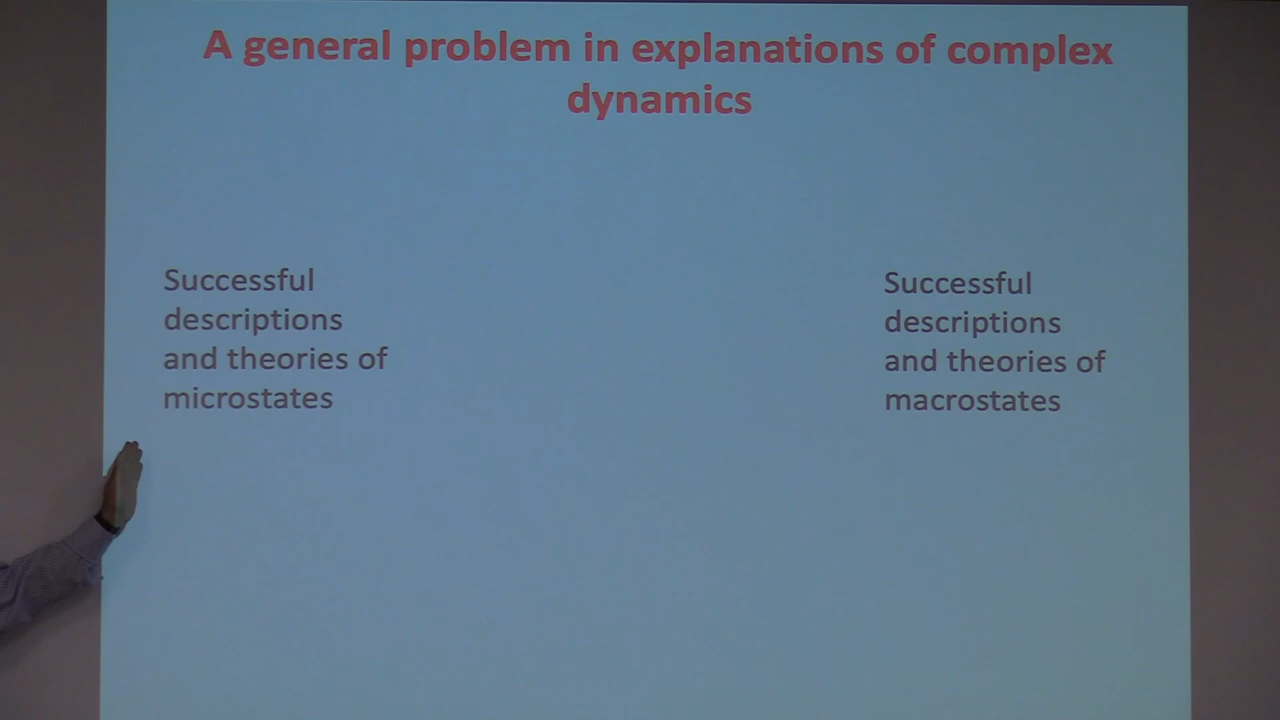 A general problem in explanations of complex
dynamics
Successful
descriptions
and theories of
microstates
Successful
descriptions
and theories of
macrostates